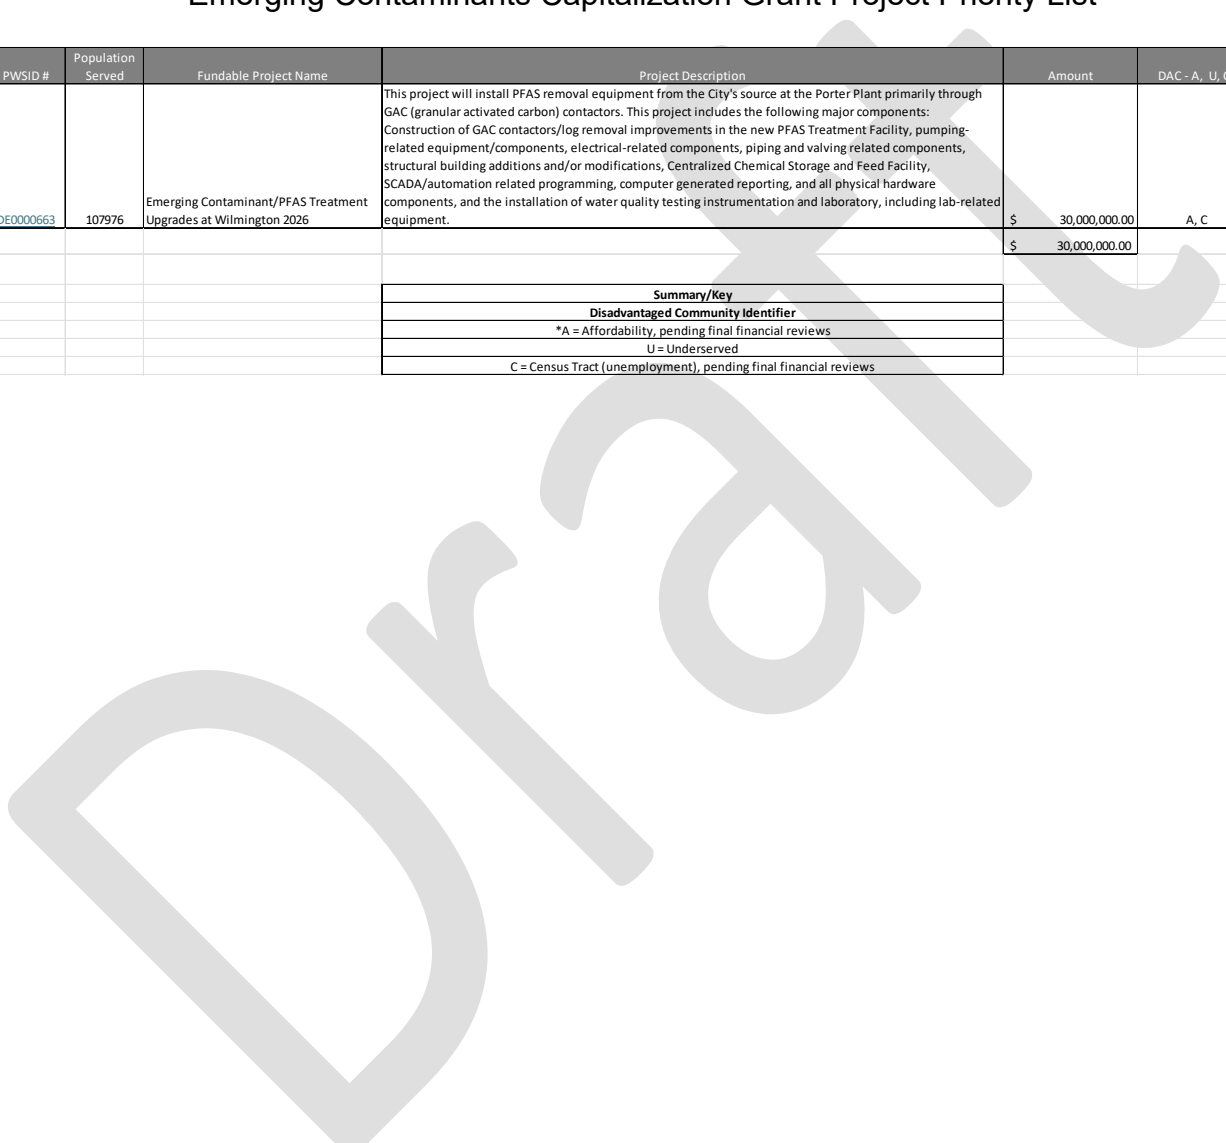 Emerging Contaminants Capitalization Grant Project Priority List
PWSID # Population Served Fundable Project Name Project Description Amount DAC - A, U,
This project will install PFAS removal equipment from the City's source at the Porter Plant primarily through
GAC (granular activated carbon) contactors. This project includes the following major components:
Construction of GAC contactors/log removal improvements in the new PFAS Treatment Facility, pumping-
related equipment/components, electrical-related components, piping and valving related components,
structural building additions and/or modifications, Centralized Chemical Storage and Feed Facility,
SCADA/automation related programming, computer generated reporting, and all physical hardware
components, and the installation of water quality testing instrumentation and laboratory, including lab-related
equipment.
DE0000663 107976 Emerging Contaminant/PFAS Treatment
Upgrades at Wilmington 2026
$ 30,000,000.00 A, C
$ 30,000,000.00
Summary/Key
Disadvantaged Community Identifier
*A = Affordability, pending final financial reviews
U = Underserved
C = Census Tract (unemployment), pending final financial reviews
Draft